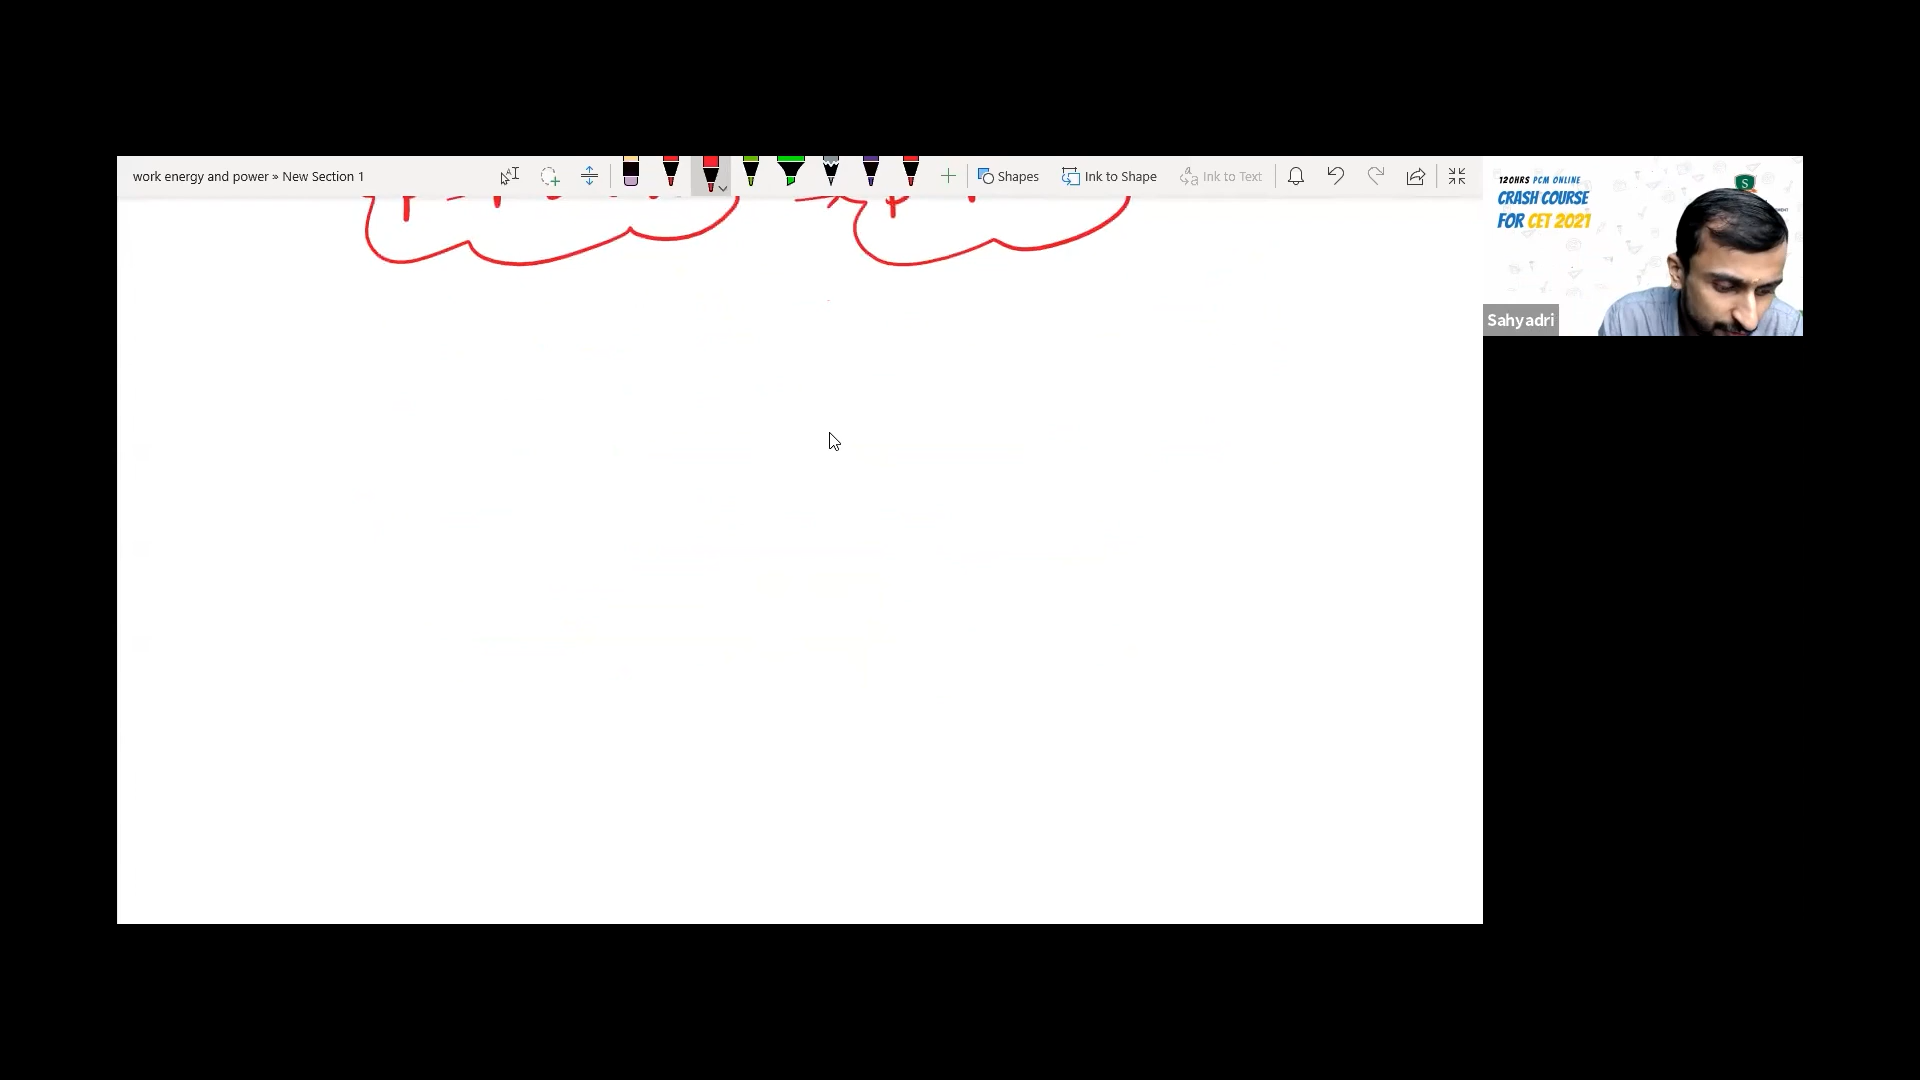 work energy and power » New Section 1
Shapes
Ink to Shape
Ink to Text
120HRS PCM ONLINE
CRASH COURSE
FOR CET 2021
S
Sahyadri